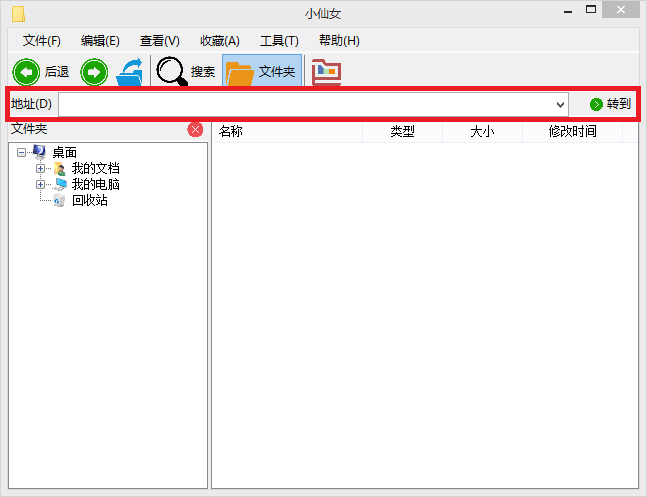 小仙女
文件(F) 编辑(E) 查看(V) 收藏(A) 工具(T) 帮助(H)
后退 搜索 文件夹
地址(D) 转到
文件夹 名称 类型 大小 修改时间
桌面
我的文档
我的电脑
回收站